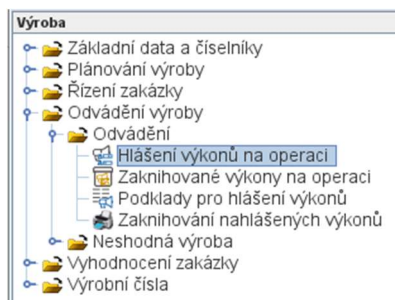 Výroba
Základní data a číselníky
Plánování výroby
Řízení zakázky
Odvádění výroby
Odvádění
Hlášení výkonů na operaci
Zaknihované výkony na operaci
Podklady pro hlášení výkonů
Zaknihování nahlášených výkonů
Neshodná výroba
Vyhodnocení zakázky
Výrobní čísla